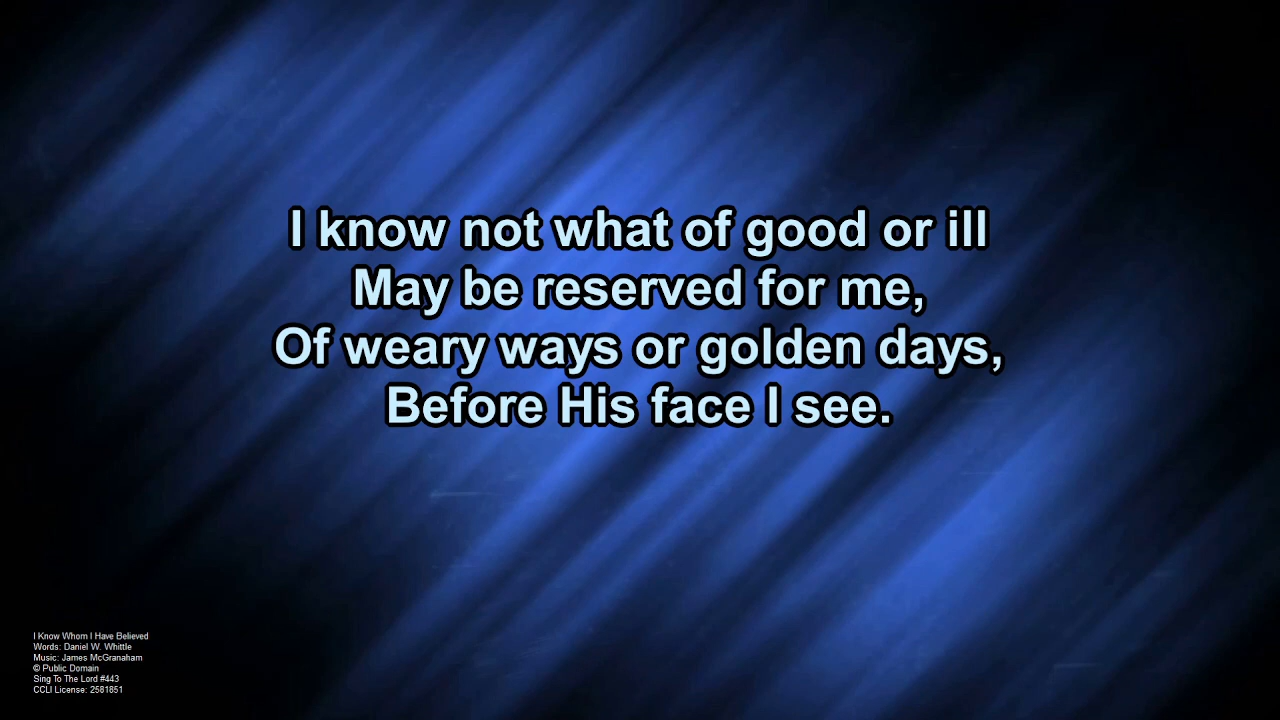 I know not what of good or ill
May be reserved for me,
Of weary ways or golden days,
Before His face I see.
I Know Whom I Have Believed
Words: Daniel W. Whittle
Music: James McGranaham
© Public Domain
Sing To The Lord #443
CCLI License: 2581851